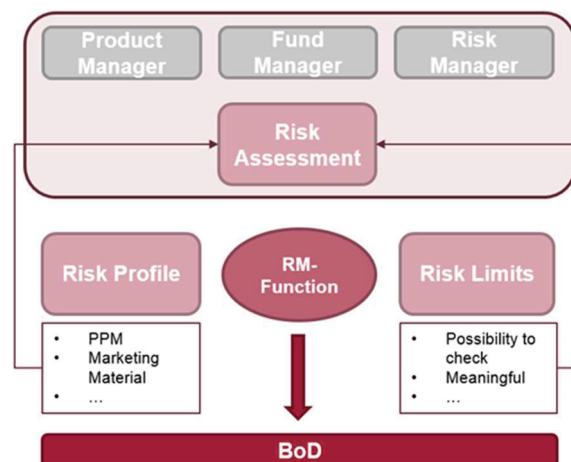 Product
Manager
Fund
Manager
Risk
Manager
Risk
Assessment
Risk Profile
RM-
Function
Risk Limits
• PPM
• Marketing
Material
• ...
• Possibility to
check
• Meaningful
• ...
BoD